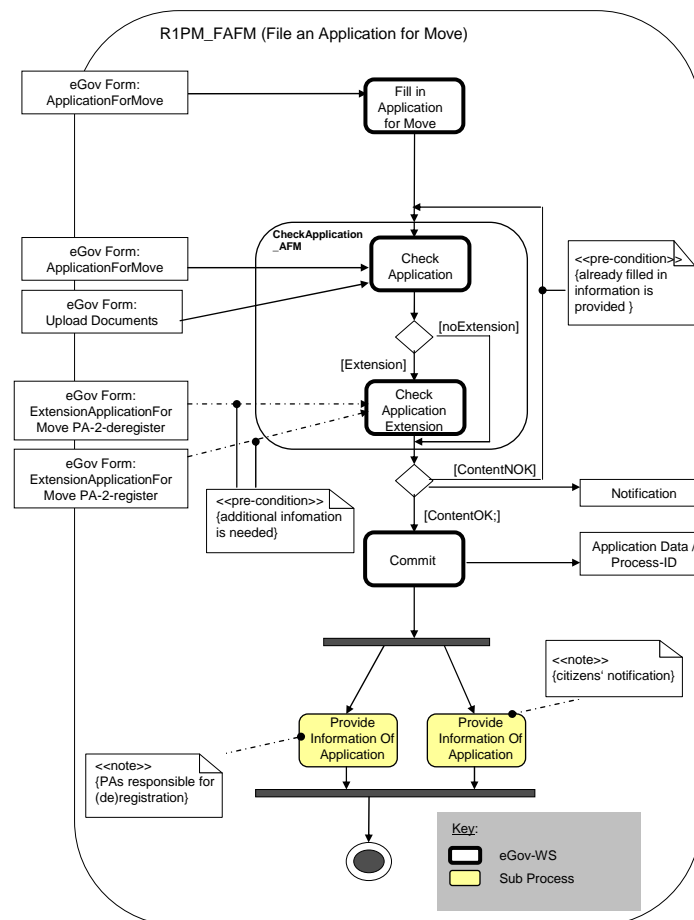 R1PM_FAFM (File an Application for Move)
eGov Form:
ApplicationForMove
Fill in
Application
for Move
CheckApplication
_AFM
eGov Form:
ApplicationForMove
Check
Application
<<pre-condition>>
{already filled in
information is
provided }
eGov Form:
Upload Documents
[noExtension]
[Extension]
eGov Form:
ExtensionApplicationFor
Move PA-2-deregister
Check
Application
Extension
eGov Form:
ExtensionApplicationFor
Move PA-2-register
[ContentNOK]
<<pre-condition>>
{additional infomation
is needed}
Notification
[ContentOK;]
Commit
Application Data /
Process-ID
<<note>>
{citizens‘ notification}
Provide
Information Of
Application
Provide
Information Of
Application
<<note>>
{PAs responsible for
(de)registration}
Key:
eGov-WS
Sub Process